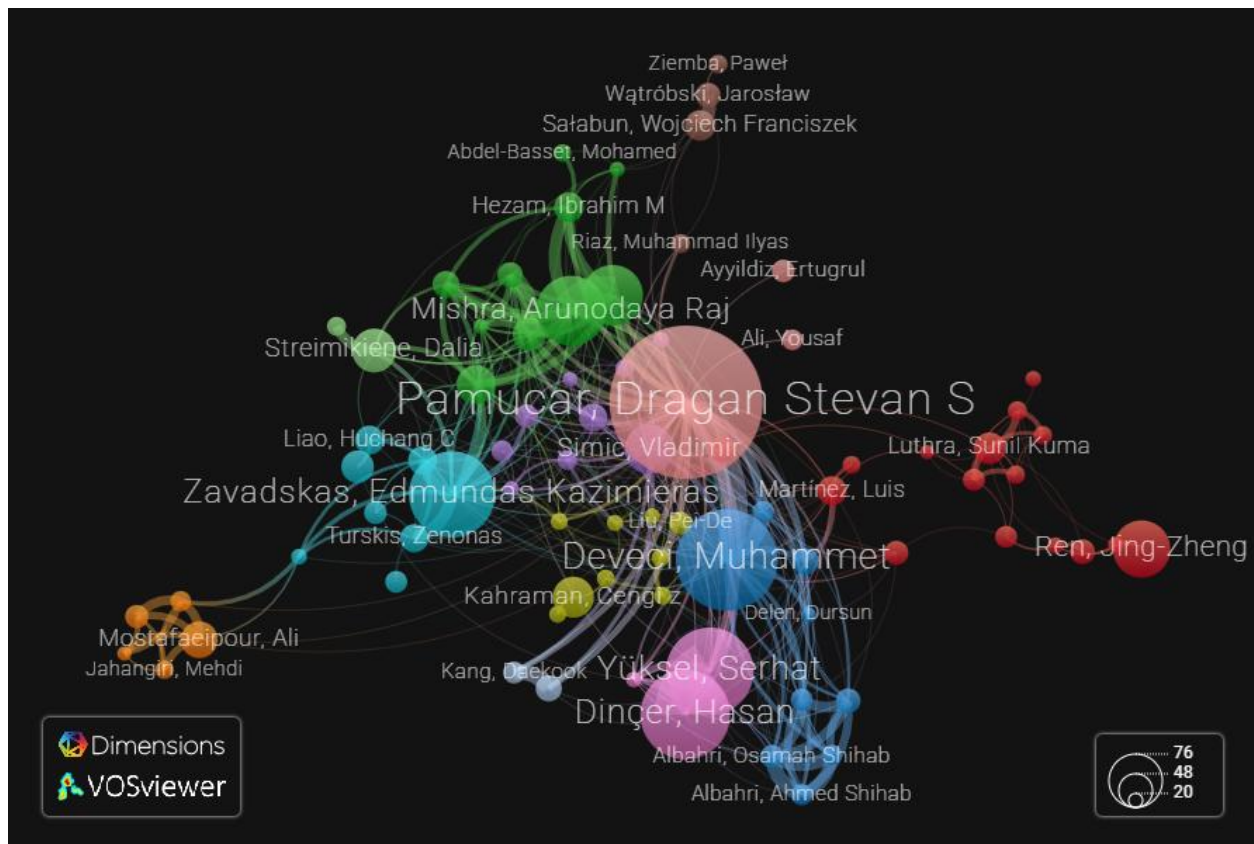 Ziemba, Paweł
Wątróbski, Jarosław
Sałabun, Wojciech Franciszek
Abdel-Basset, Mohamed
Hezam, Ibrahim M
Riaz, Muhammad Ilyas
Ayyildiz, Ertugrul
Mishra, Arunodaya Raj
Ali, Yousaf
Streimikiene, Dalia
Pamucar, Dragan Stevan S
Liao, Huchang C
Simic, Vladimir
Luthra, Sunil Kuma
Zavadskas, Edmundas Kazimieras
Martínez, Luis
Liu, Pei-De
Turskis, Zenonas
Deveci, Muhammet
Ren, Jing-Zheng
Kahraman, Cengi z
Delen, Dursun
Mostafaeipour, Ali
Jahangiri, Mehdi
Kang, Daekook
Yüksel, Serhat
Dinçer, Hasan
Albahri, Osamah Shihab
Albahri, Ahmed Shihab
Dimensions
VOSviewer
76
48
20